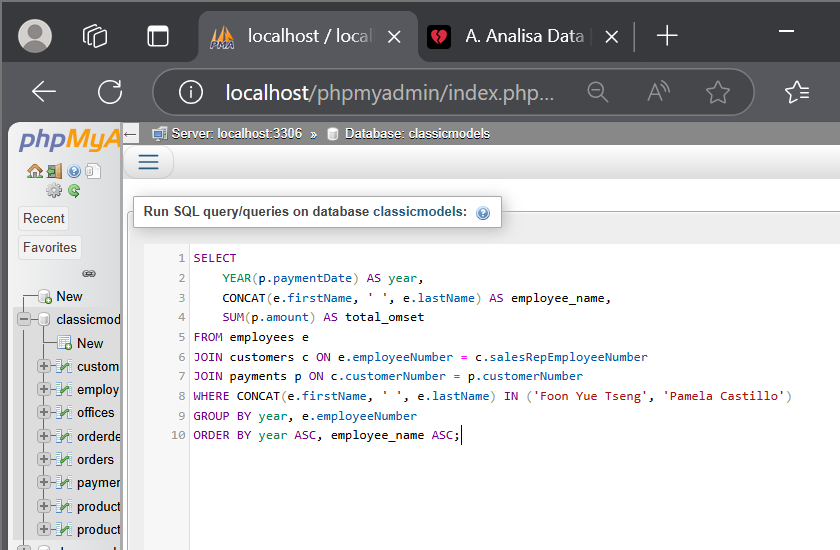 localhost / local
A. Analisa Data
localhost/phpmyadmin/index.php...
phpMyA
Server: localhost:3306 » Database: classicmodels
Recent
Favorites
New
classicmod
New
custom
employ
offices
orderde
orders
paymen
product
product
Run SQL query/queries on database classicmodels:
1 SELECT
2 YEAR(p.paymentDate) AS year,
3 CONCAT(e.firstName, ' ', e.lastName) AS employee_name,
4 SUM(p.amount) AS total_omset
5 FROM employees e
6 JOIN customers c ON e.employeeNumber = c.salesRepEmployeeNumber
7 JOIN payments p ON c.customerNumber = p.customerNumber
8 WHERE CONCAT(e.firstName, ' ', e.lastName) IN ('Foon Yue Tseng', 'Pamela Castillo')
9 GROUP BY year, e.employeeNumber
10 ORDER BY year ASC, employee_name ASC;